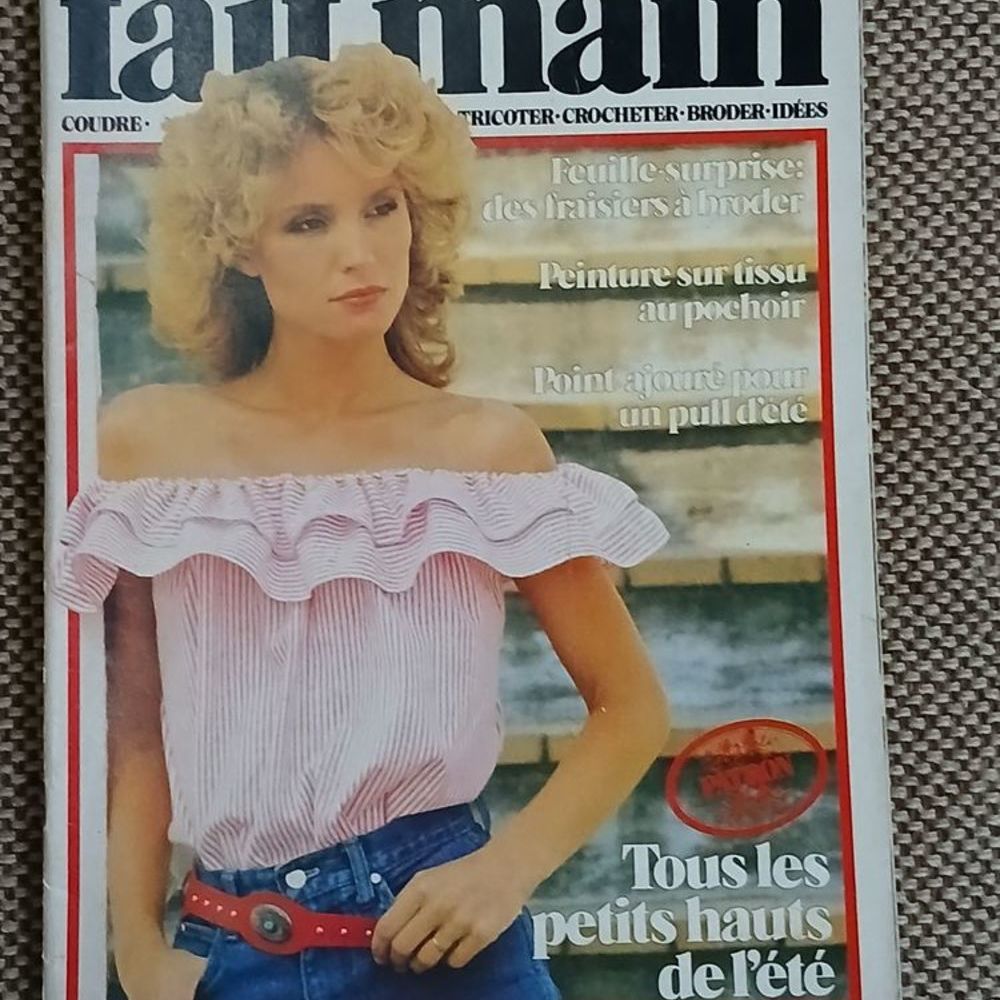 fait main
COUDRE· TRICOTER·CROCHETER·BRODER·IDÉES
Feuille-surprise:
des fraisiers à broder
Peinture sur tissu
au pochoir
Point ajouré pour
un pull d'été
PATRON
Tous les
petits hauts
de l'été